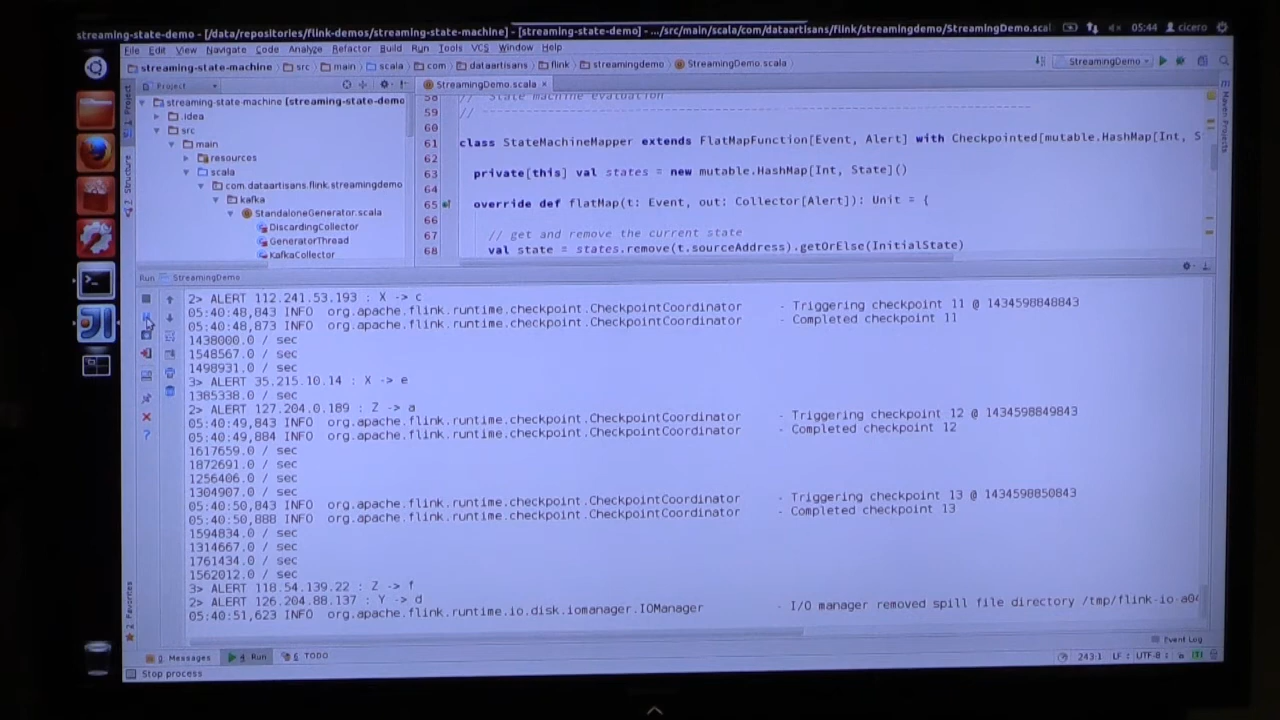 streaming-state-demo - [/data/repositories/flink-demos/streaming-state-machine] - [streaming-state-demo] - .../src/main/scala/com/dataartisans/flink/streamingdemo/StreamingDemo.scal
05:44 cicero
File Edit View Navigate Code Analyze Refactor Build Run Tools VCS Window Help
streaming-state-machine src main scala com dataartisans flink streamingdemo StreamingDemo.scala
StreamingDemo
Project
StreamingDemo.scala
1: Project
Maven Projects
2: Structure
streaming-state-machine [streaming-state-demo
.idea
src
main
resources
scala
com.dataartisans.flink.streamingdemo
kafka
StandaloneGenerator.scala
DiscardingCollector
GeneratorThread
KafkaCollector
58 // State machine evaluation
59 // ---------------------------------------------------------------------------
60
61 class StateMachineMapper extends FlatMapFunction[Event, Alert] with Checkpointed[mutable.HashMap[Int, S
62
63 private[this] val states = new mutable.HashMap[Int, State]()
64
65 override def flatMap(t: Event, out: Collector[Alert]): Unit = {
66
67 // get and remove the current state
68 val state = states.remove(t.sourceAddress).getOrElse(InitialState)
Run StreamingDemo
2> ALERT 112.241.53.193 : X -> c
05:40:48,843 INFO org.apache.flink.runtime.checkpoint.CheckpointCoordinator - Triggering checkpoint 11 @ 1434598848843
05:40:48,873 INFO org.apache.flink.runtime.checkpoint.CheckpointCoordinator - Completed checkpoint 11
1438000.0 / sec
1548567.0 / sec
1498931.0 / sec
3> ALERT 35.215.10.14 : X -> e
1385338.0 / sec
2> ALERT 127.204.0.189 : Z -> a
05:40:49,843 INFO org.apache.flink.runtime.checkpoint.CheckpointCoordinator - Triggering checkpoint 12 @ 1434598849843
05:40:49,884 INFO org.apache.flink.runtime.checkpoint.CheckpointCoordinator - Completed checkpoint 12
1617659.0 / sec
1872691.0 / sec
1256406.0 / sec
1304907.0 / sec
05:40:50,843 INFO org.apache.flink.runtime.checkpoint.CheckpointCoordinator - Triggering checkpoint 13 @ 1434598850843
05:40:50,888 INFO org.apache.flink.runtime.checkpoint.CheckpointCoordinator - Completed checkpoint 13
1594834.0 / sec
1314667.0 / sec
1761434.0 / sec
1562012.0 / sec
3> ALERT 118.54.139.22 : Z -> f
2> ALERT 126.204.88.137 : Y -> d
05:40:51,623 INFO org.apache.flink.runtime.io.disk.iomanager.IOManager - I/O manager removed spill file directory /tmp/flink-io-a04
2: Favorites
0: Messages 4: Run 6: TODO
Event Log
Stop process
243:1 LF UTF-8